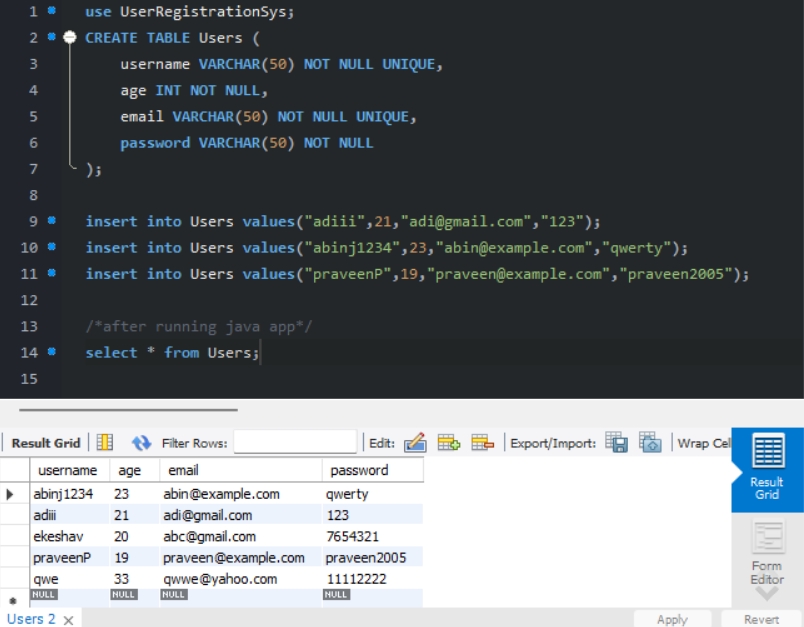 1 use UserRegistrationSys;
2 CREATE TABLE Users (
3 username VARCHAR(50) NOT NULL UNIQUE,
4 age INT NOT NULL,
5 email VARCHAR(50) NOT NULL UNIQUE,
6 password VARCHAR(50) NOT NULL
7 );
8
9 insert into Users values("adiii",21,"adi@gmail.com","123");
10 insert into Users values("abinj1234",23,"abin@example.com","qwerty");
11 insert into Users values("praveenP",19,"praveen@example.com","praveen2005");
12
13 /*after running java app*/
14 select * from Users;
15
Result Grid Filter Rows: Edit: Export/Import: Wrap Cel
username age email password
abinj1234 23 abin@example.com qwerty
adiii 21 adi@gmail.com 123
ekeshav 20 abc@gmail.com 7654321
praveenP 19 praveen@example.com praveen2005
qwe 33 qwwe@yahoo.com 11112222
NULL NULL NULL NULL
Result
Grid
Form
Editor
Users 2 Apply Revert